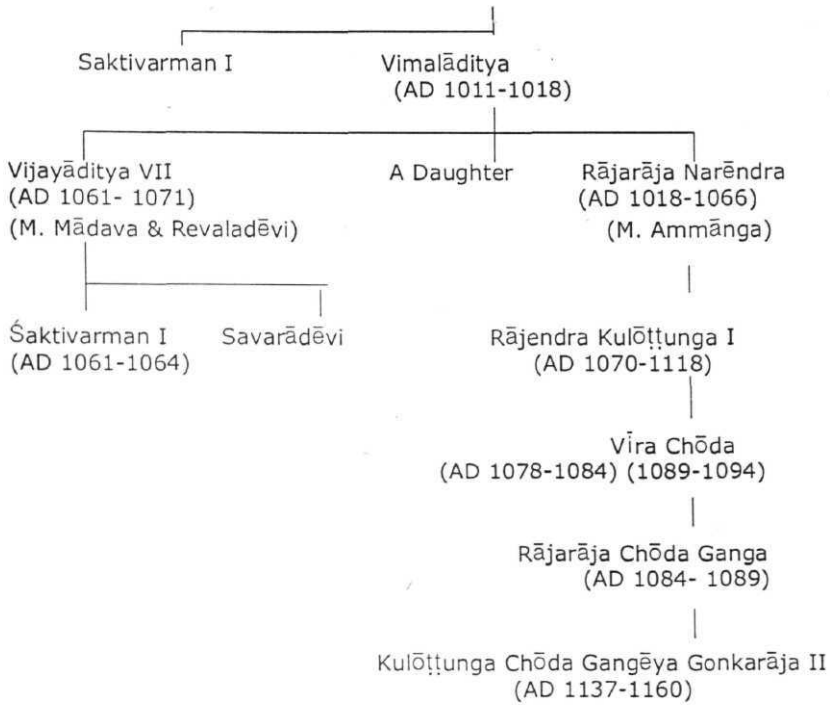 Saktivarman I Vimalāditya
(AD 1011-1018)
Vijayāditya VII A Daughter Rājarāja Narēndra
(AD 1061- 1071) (AD 1018-1066)
(M. Mādava & Revaladēvi) (M. Ammānga)
Śaktivarman I Savarādēvi Rājendra Kulōṭṭunga I
(AD 1061-1064) (AD 1070-1118)
Vīra Chōda
(AD 1078-1084) (1089-1094)
Rājarāja Chōda Ganga
(AD 1084- 1089)
Kulōṭṭunga Chōda Gangēya Gonkarāja II
(AD 1137-1160)